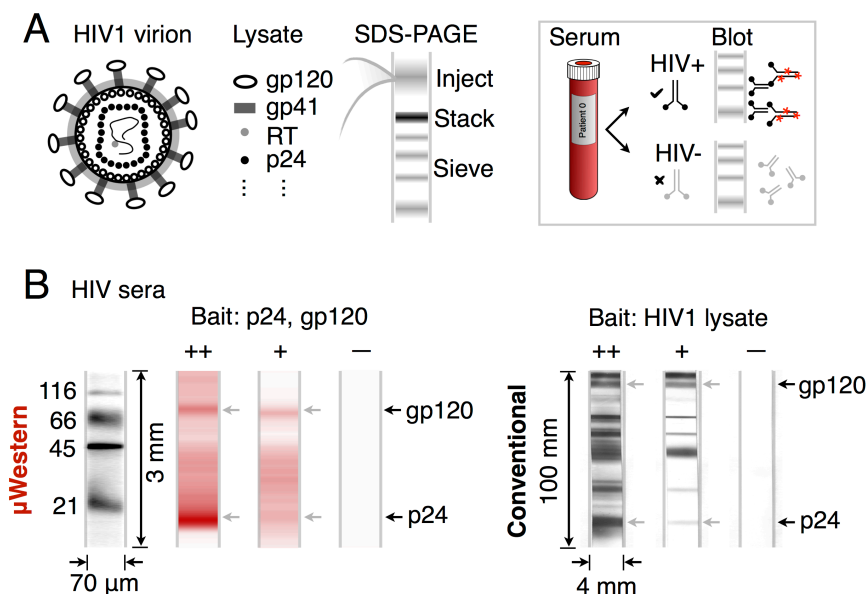 A
HIV1 virion
Lysate
gp120
gp41
RT
p24
SDS-PAGE
Inject
Stack
Sieve
Serum
Patient 0
HIV+
HIV-
Blot
B
HIV sera
Bait: p24, gp120
++
+
—
µWestern
116
66
45
21
3 mm
70 µm
gp120
p24
Bait: HIV1 lysate
++
+
—
Conventional
100 mm
4 mm
gp120
p24